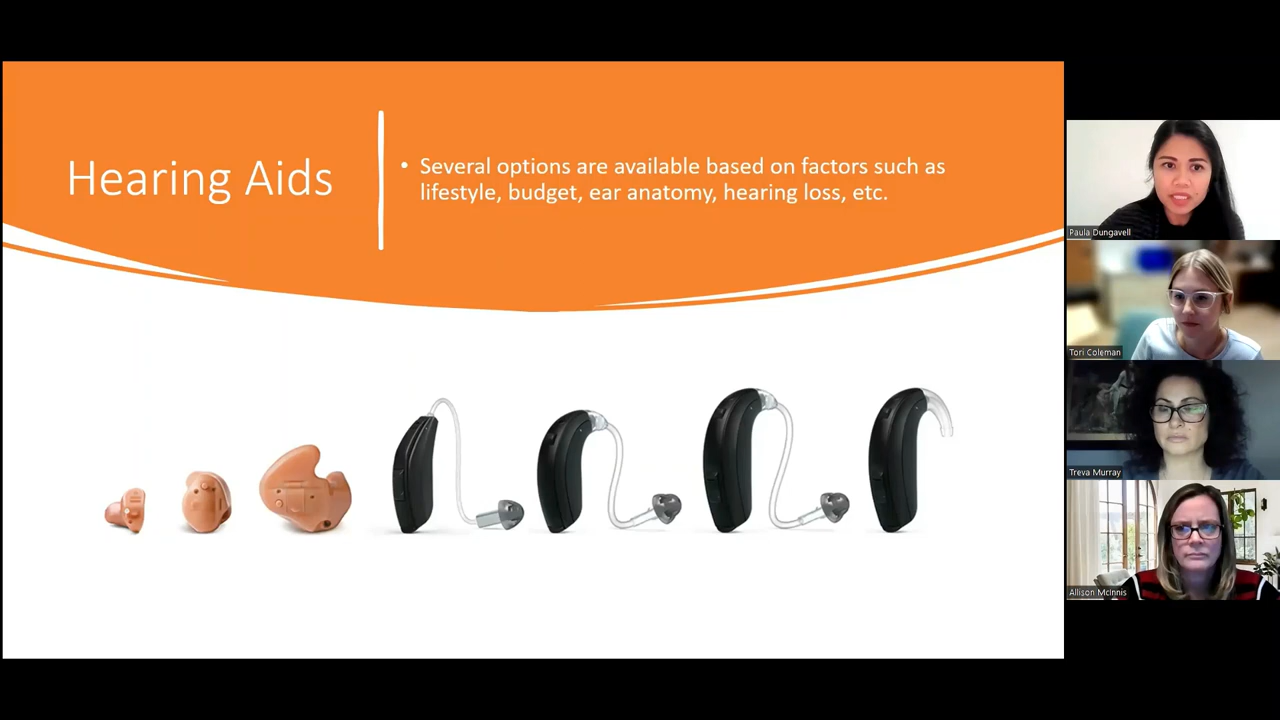 Hearing Aids
• Several options are available based on factors such as
lifestyle, budget, ear anatomy, hearing loss, etc.
Paula Dungavell
Tori Coleman
Treva Murray
Allison McInnis